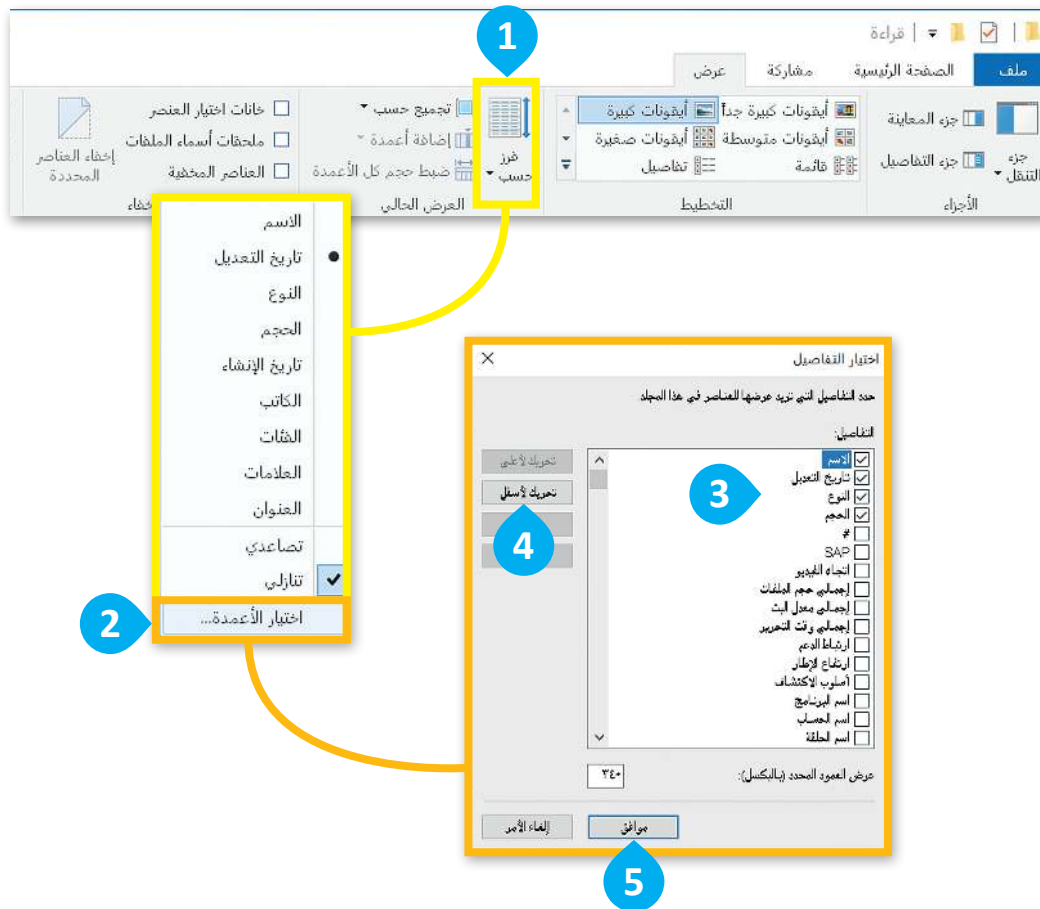 قراءة
ملف الصفحة الرئيسية مشاركة عرض
جزء التنقل
جزء المعاينة
جزء التفاصيل
الأجزاء
أيقونات كبيرة جداً أيقونات كبيرة
أيقونات متوسطة أيقونات صغيرة
قائمة تفاصيل
التخطيط
1
فرز حسب
تجميع حسب
إضافة أعمدة
ضبط حجم كل الأعمدة
العرض الحالي
خانات اختيار العنصر
ملحقات أسماء الملفات
العناصر المخفية
إخفاء العناصر المحددة
خفاء
الاسم
تاريخ التعديل
النوع
الحجم
تاريخ الإنشاء
الكاتب
الفئات
العلامات
العنوان
تصاعدي
تنازلي
2
اختيار الأعمدة...
اختيار التفاصيل
حدد التفاصيل التي تريد عرضها للعناصر في هذا المجلد
التفاصيل:
3
الاسم
تاريخ التعديل
النوع
الحجم
#
SAP
اتجاه الفيديو
إجمالي حجم الملفات
إجمالي معدل البث
إجمالي وقت التحرير
ارتباط الدعم
ارتفاع الإطار
أسلوب الاكتشاف
اسم البرنامج
اسم الحساب
اسم الحلقة
تحريك لأعلى
تحريك لأسفل
4
عرض العمود المحدد (بالبكسل):
٣٤٠
موافق
إلغاء الأمر
5